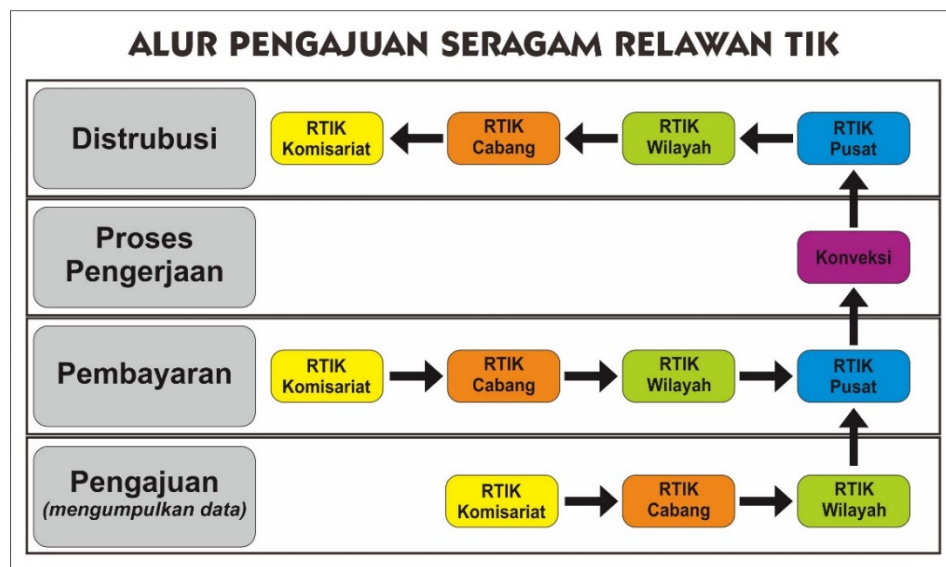 ALUR PENGAJUAN SERAGAM RELAWAN TIK
Distrubusi
RTIK
Komisariat
RTIK
Cabang
RTIK
Wilayah
RTIK
Pusat
Proses
Pengerjaan
Konveksi
Pembayaran
RTIK
Komisariat
RTIK
Cabang
RTIK
Wilayah
RTIK
Pusat
Pengajuan
(mengumpulkan data)
RTIK
Komisariat
RTIK
Cabang
RTIK
Wilayah